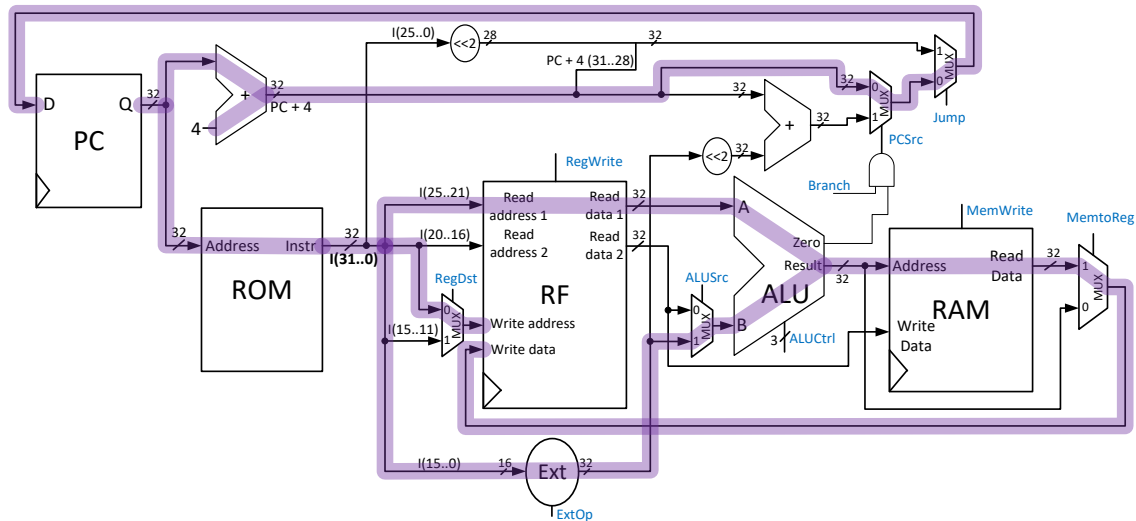 I(25..0)
<<2
28
32
PC + 4 (31..28)
1
MUX
0
Jump
D
Q
32
PC
+
4
32
PC + 4
32
32
0
MUX
1
PCSrc
+
32
<<2
32
Branch
RegWrite
I(25..21)
Read
address 1
Read
data 1
32
A
I(20..16)
Read
address 2
Read
data 2
32
Zero
MemWrite
MemtoReg
32
Address
Instr
32
I(31..0)
ROM
RegDst
0
MUX
1
I(15..11)
RF
Write address
Write data
ALUSrc
0
MUX
1
B
Result
32
ALU
3
ALUCtrl
Address
Read
Data
32
RAM
Write
Data
1
MUX
0
I(15..0)
16
Ext
32
ExtOp